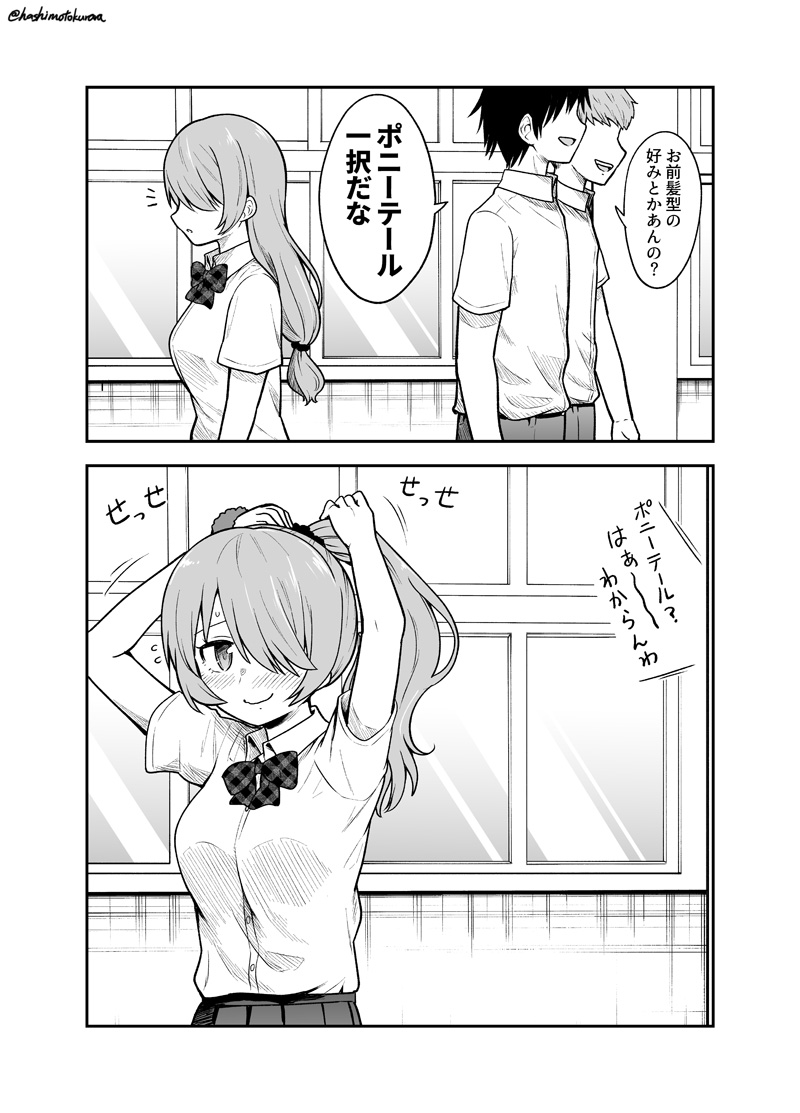 @hashimotokurara
お前髪型の
好みとかあんの？
ポニーテール
一択だな
ポニーテール？
はぁ～～
わからんわ
せっせ
せっせ